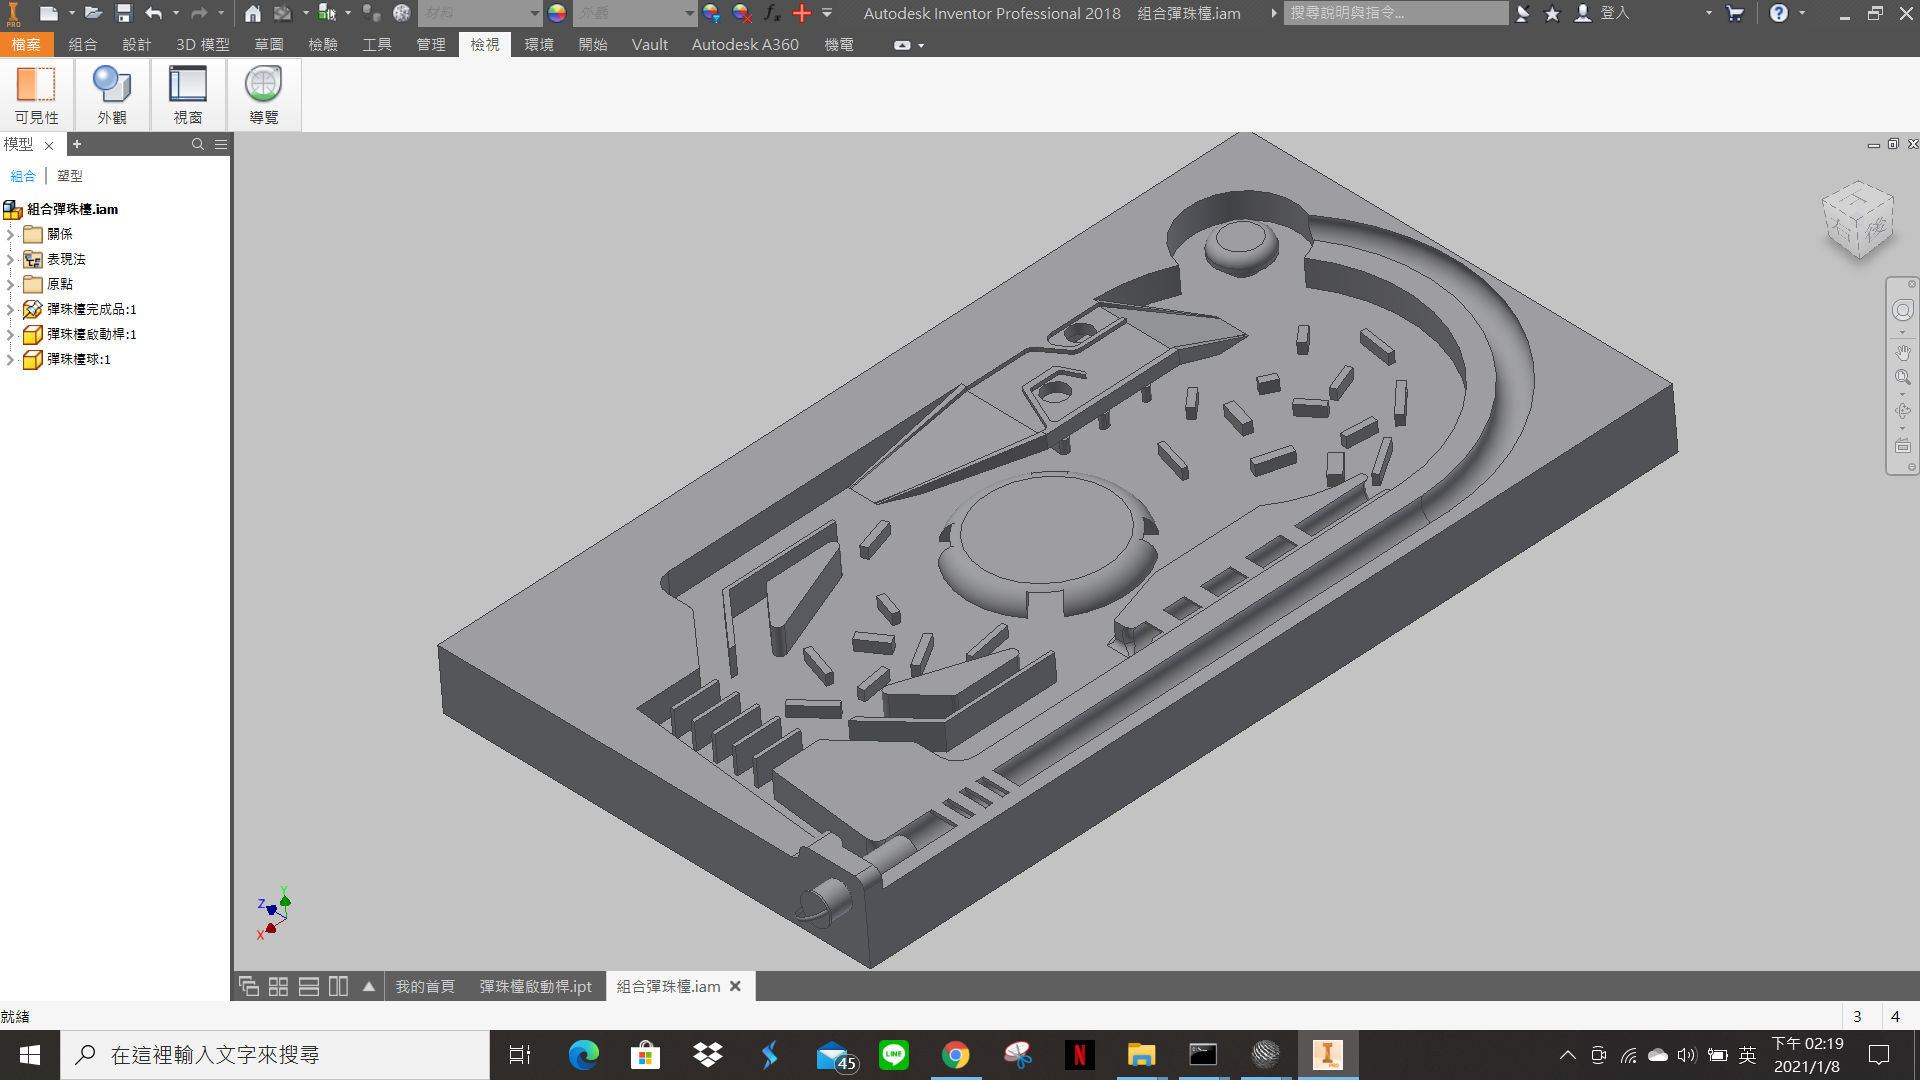 PRO 材料 外觀 fx Autodesk Inventor Professional 2018 組合彈珠檯.iam 搜尋說明與指令... 登入
檔案 組合 設計 3D 模型 草圖 檢驗 工具 管理 檢視 環境 開始 Vault Autodesk A360 機電
可見性 外觀 視窗 導覽
模型
組合 塑型
組合彈珠檯.iam
關係
表現法
原點
彈珠檯完成品:1
彈珠檯啟動桿:1
彈珠檯球:1
上
右 後
Y
Z
X
我的首頁 彈珠檯啟動桿.ipt 組合彈珠檯.iam
就緒 3 4
在這裡輸入文字來搜尋 45 LINE N I PRO 英 下午 02:19
2021/1/8